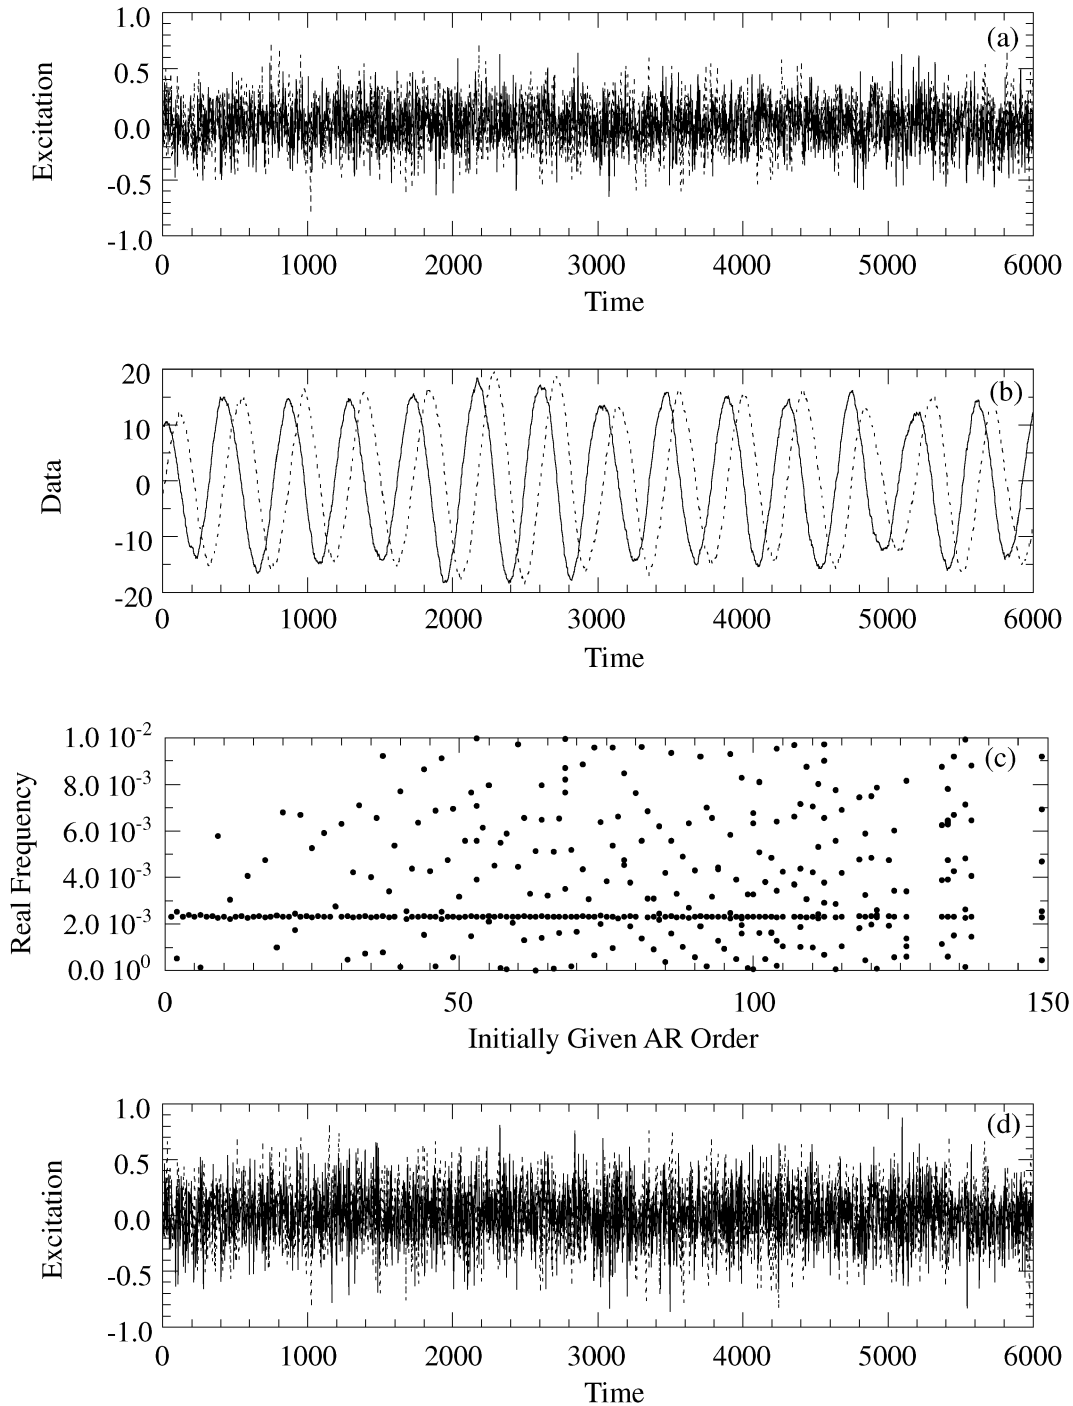 (a)
Excitation
1.0
0.5
0.0
-0.5
-1.0
0 1000 2000 3000 4000 5000 6000
Time
(b)
Data
20
10
0
-10
-20
0 1000 2000 3000 4000 5000 6000
Time
(c)
Real Frequency
1.0 10-2
8.0 10-3
6.0 10-3
4.0 10-3
2.0 10-3
0.0 100
0 50 100 150
Initially Given AR Order
(d)
Excitation
1.0
0.5
0.0
-0.5
-1.0
0 1000 2000 3000 4000 5000 6000
Time